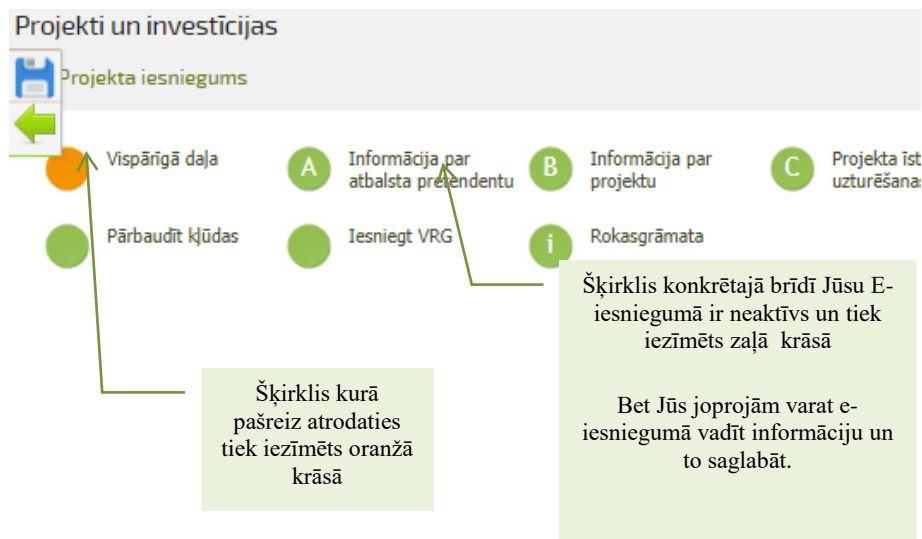 Projekti un investīcijas
Projekta iesniegums
Vispārīgā daļa
A
Informācija par
atbalsta pretendentu
B
Informācija par
projektu
C
Projekta īst
uzturēšanas
Pārbaudīt kļūdas
Iesniegt VRG
i
Rokasgrāmata
Šķirklis konkrētajā brīdī Jūsu E-
iesniegumā ir neaktīvs un tiek
iezīmēts zaļā krāsā
Bet Jūs joprojām varat e-
iesniegumā vadīt informāciju un
to saglabāt.
Šķirklis kurā
pašreiz atrodaties
tiek iezīmēts oranžā
krāsā